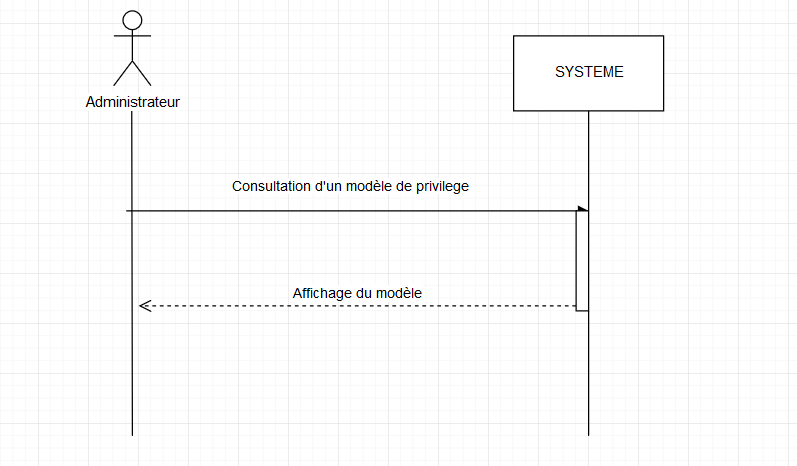 SYSTEME
Administrateur
Consultation d'un modèle de privilege
Affichage du modèle